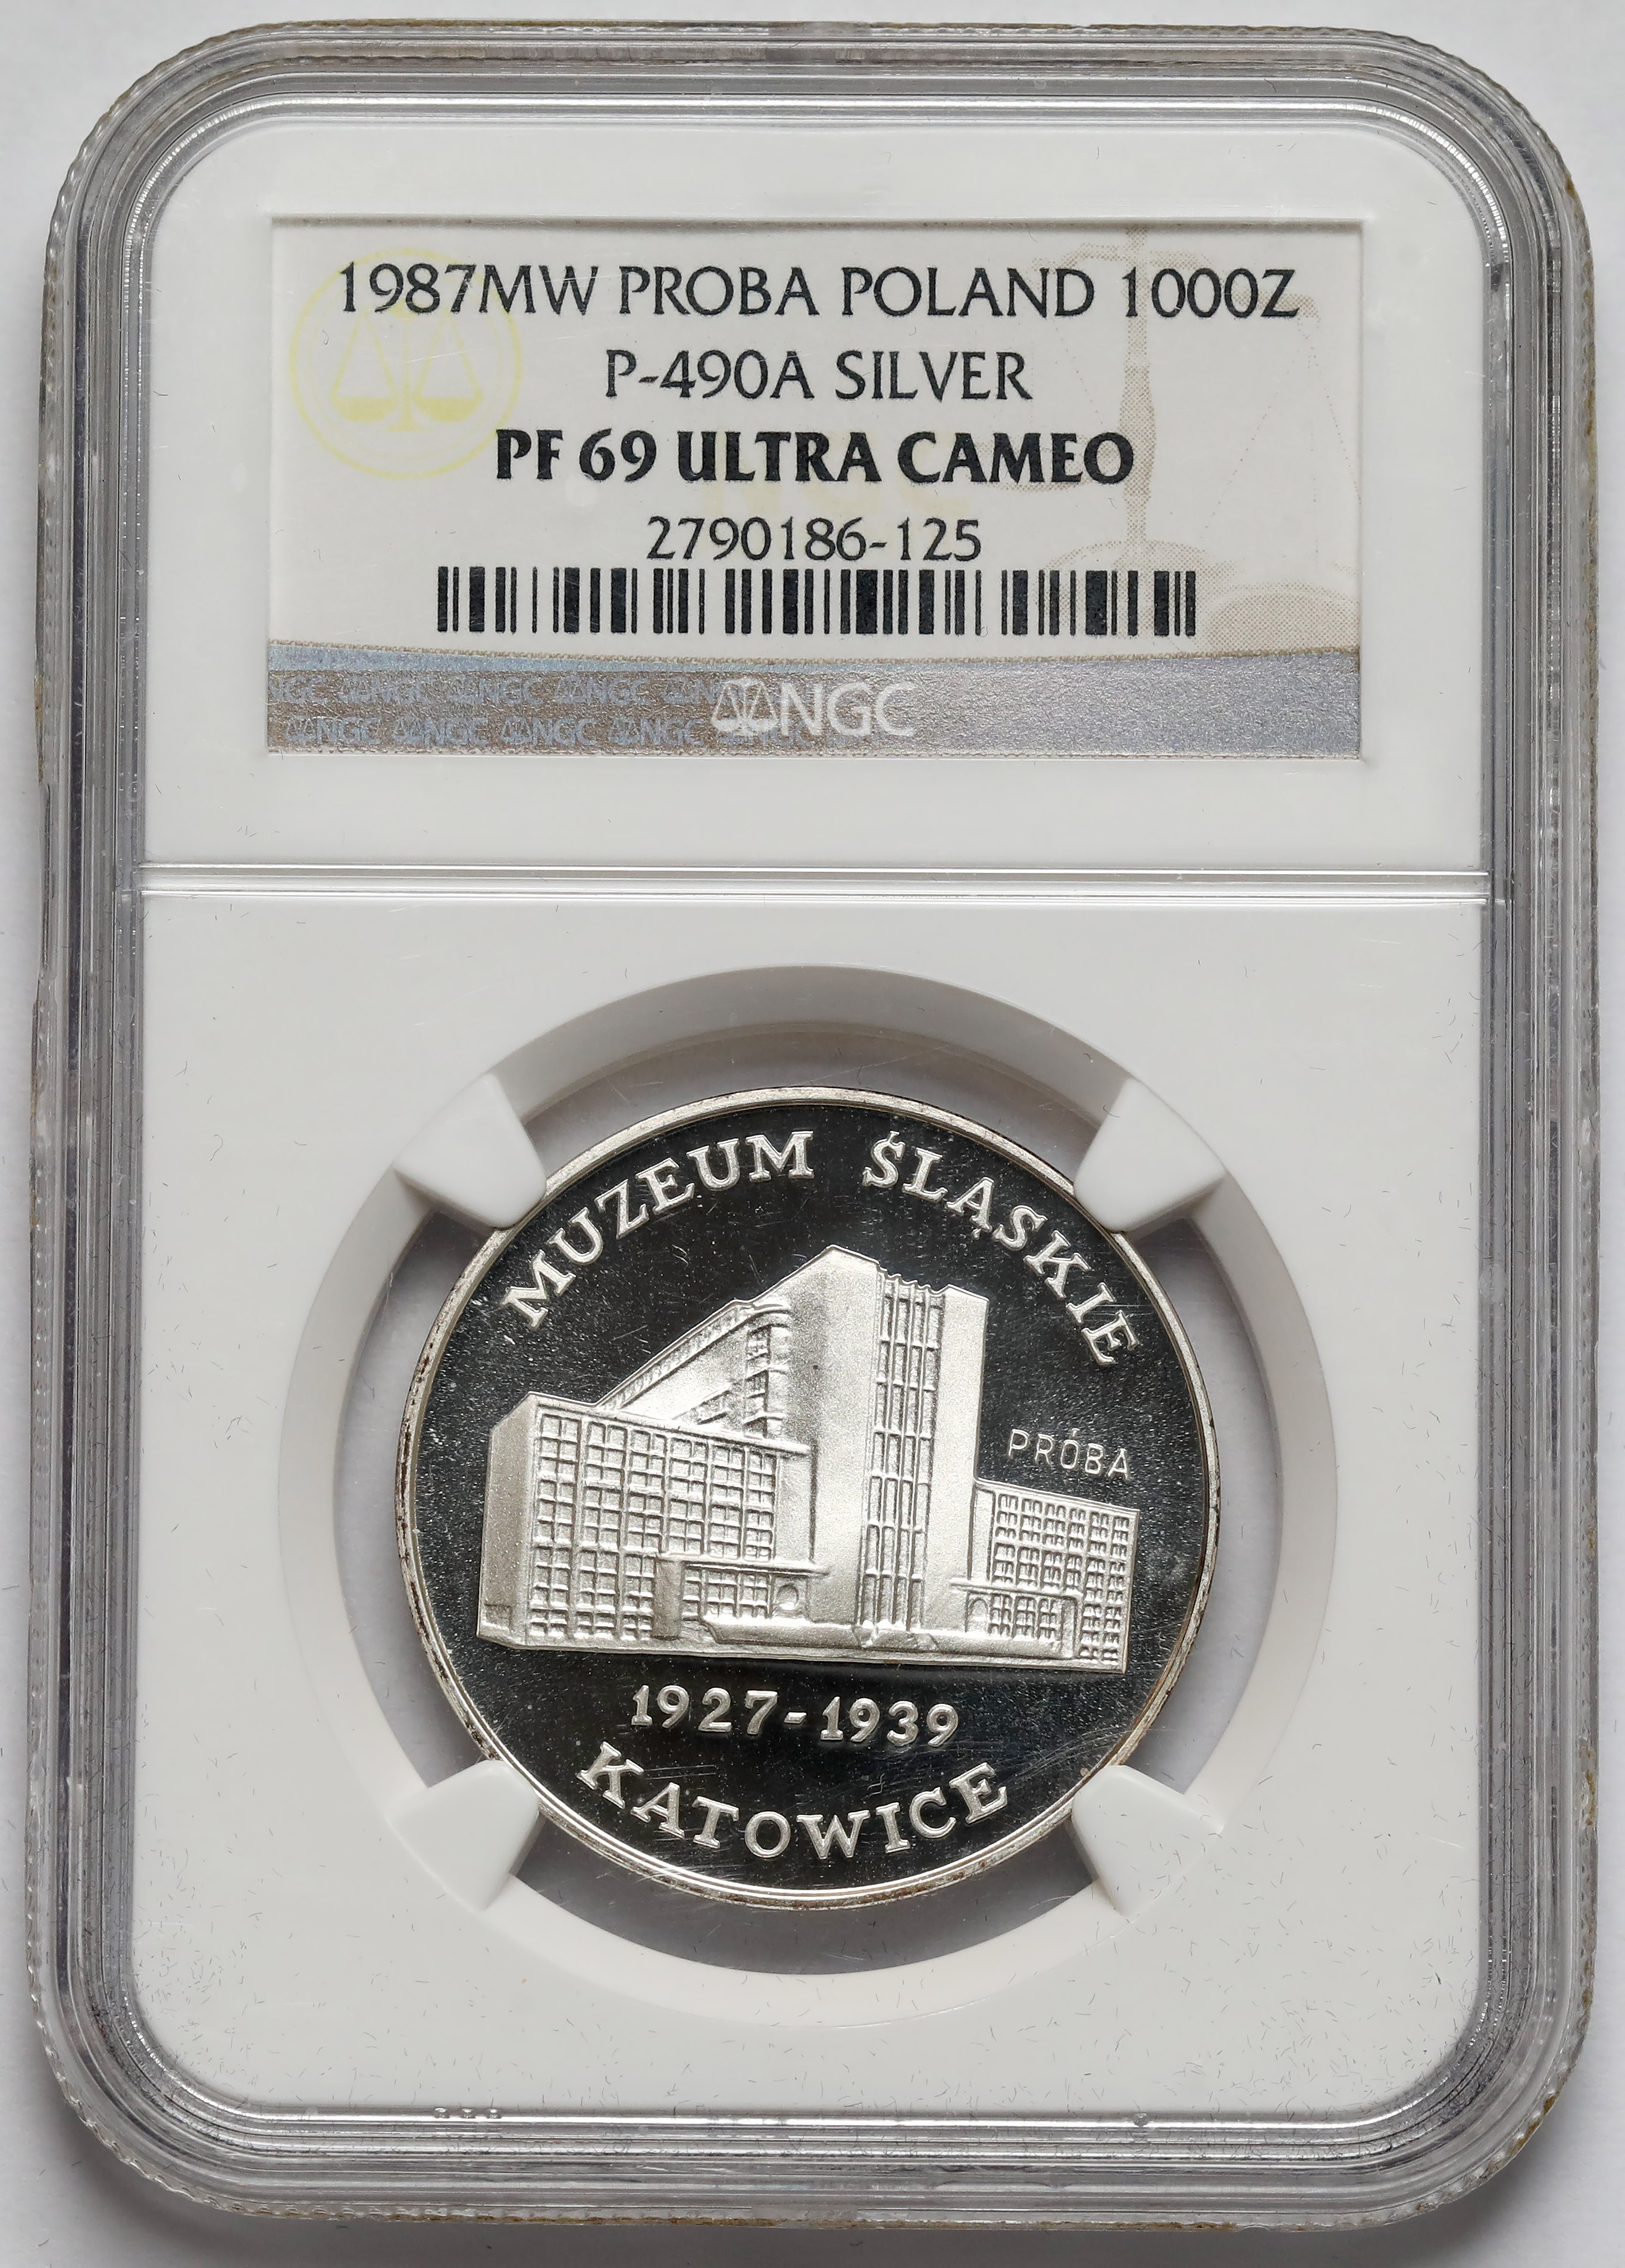 1987MW PROBA POLAND 1000Z
P-490A SILVER
PF 69 ULTRA CAMEO
2790186-125
NGC NGC NGC NGC NGC
NGC NGC NGC NGC
NGC
MUZEUM ŚLĄSKIE
PRÓBA
1927-1939
KATOWICE